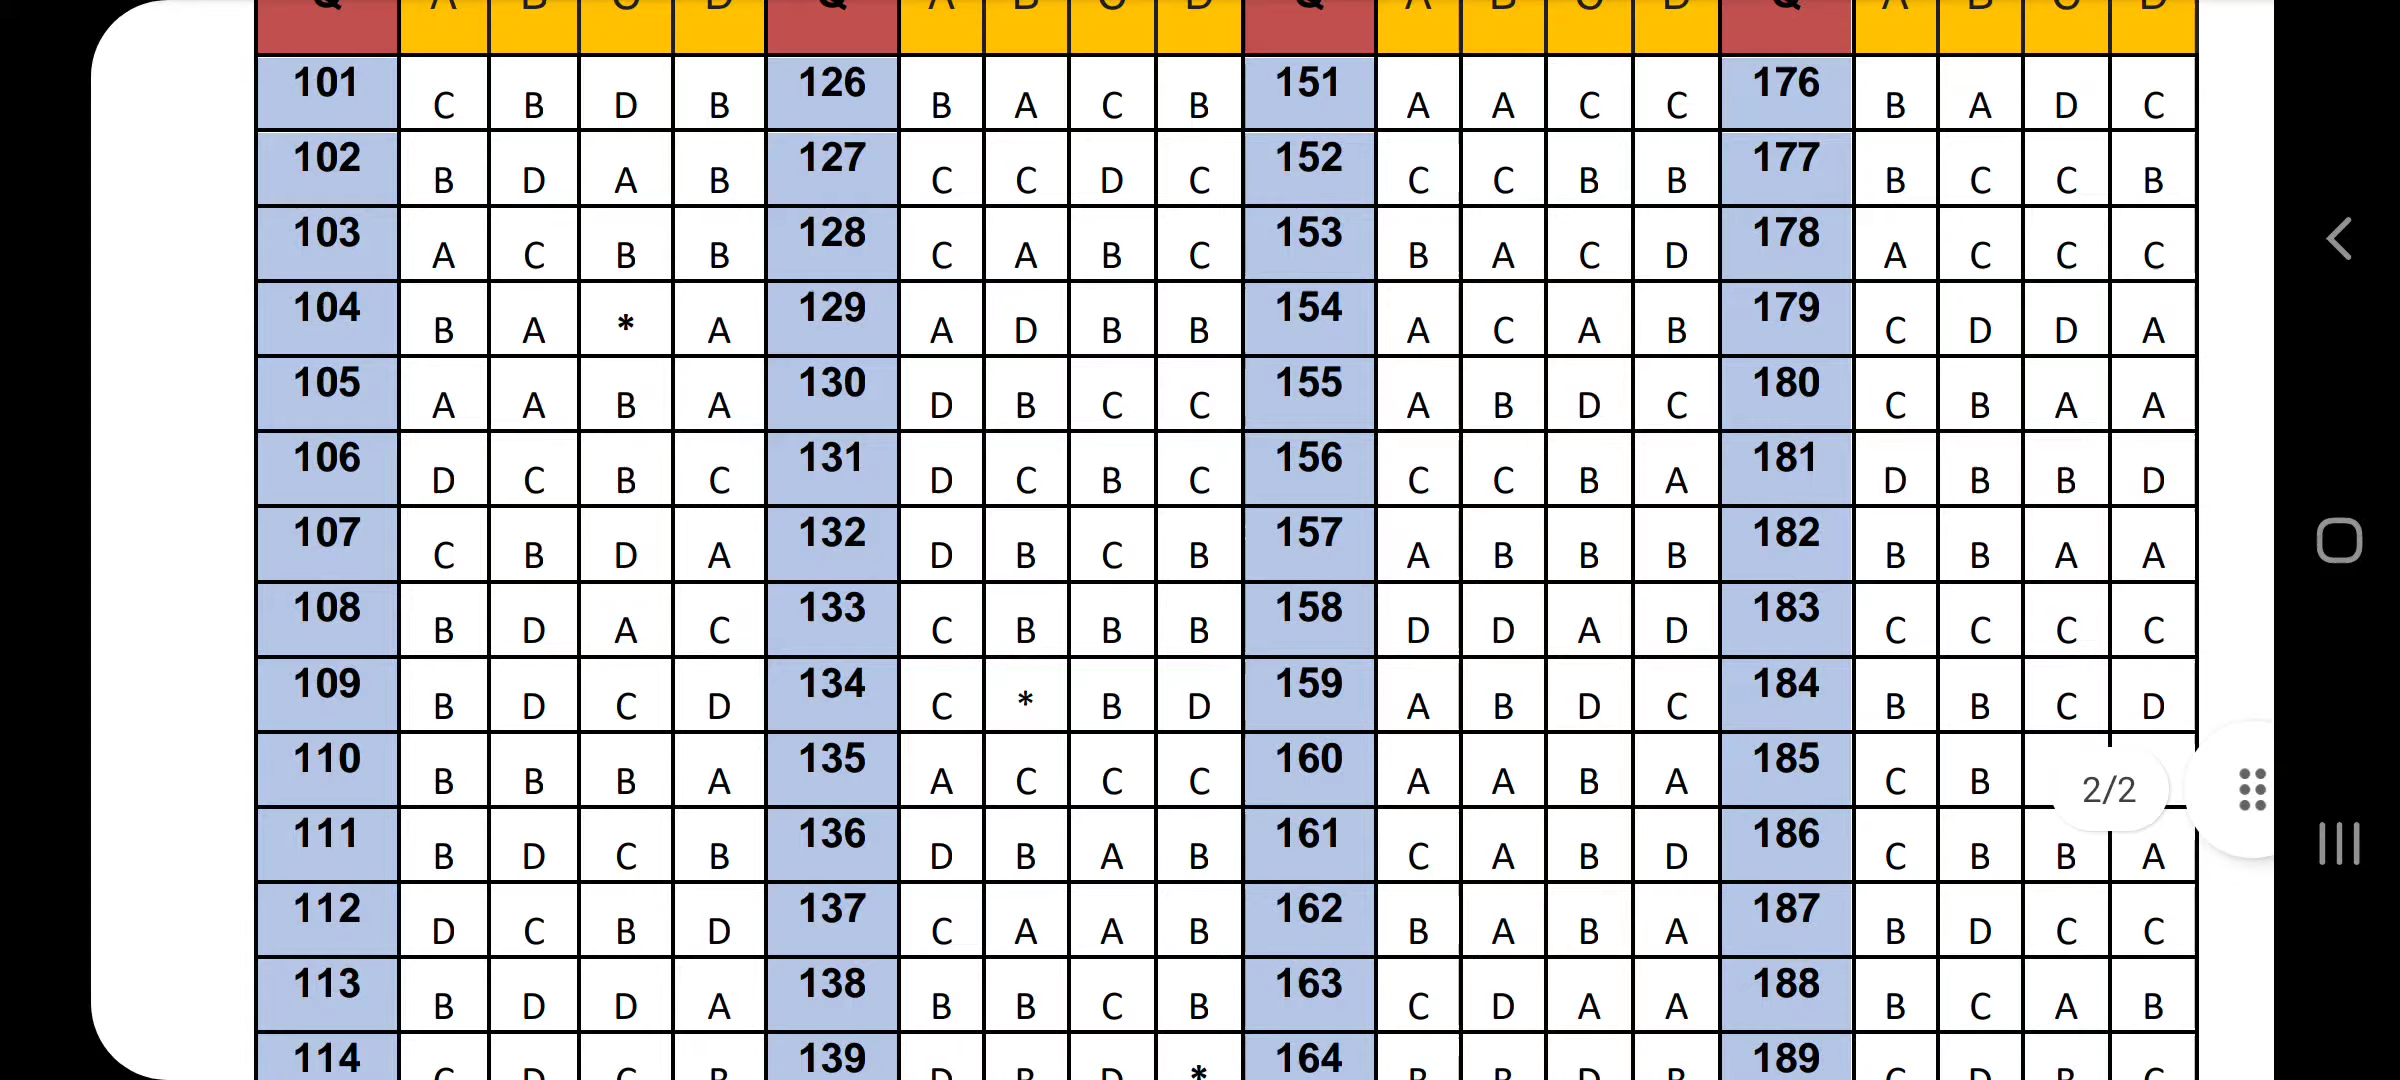 Q A B C D Q A B C D Q A B C D Q A B C D
101 C B D B 126 B A C B 151 A A C C 176 B A D C
102 B D A B 127 C C D C 152 C C B B 177 B C C B
103 A C B B 128 C A B C 153 B A C D 178 A C C C
104 B A * A 129 A D B B 154 A C A B 179 C D D A
105 A A B A 130 D B C C 155 A B D C 180 C B A A
106 D C B C 131 D C B C 156 C C B A 181 D B B D
107 C B D A 132 D B C B 157 A B B B 182 B B A A
108 B D A C 133 C B B B 158 D D A D 183 C C C C
109 B D C D 134 C * B D 159 A B D C 184 B B C D
110 B B B A 135 A C C C 160 A A B A 185 C B
2/2
111 B D C B 136 D B A B 161 C A B D 186 C B B A
112 D C B D 137 C A A B 162 B A B A 187 B D C C
113 B D D A 138 B B C B 163 C D A A 188 B C A B
114 C D C 139 D B D * 164 189 C D B C